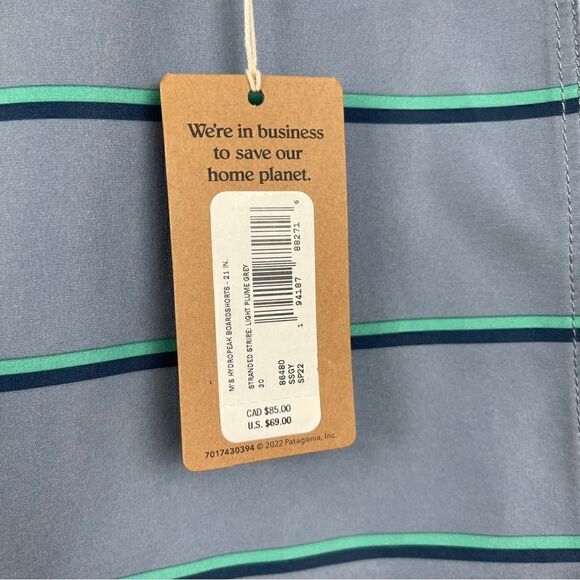 We're in business
to save our
home planet.
M'S HYDROPEAK BOARDSHORTS - 21 IN.
STRANDED STRIPE: LIGHT PLUME GREY
30
86480
SSGY
SP22
1 94187 88271 6
CAD $85.00
U.S. $69.00
7017430394 © 2022 Patagonia, Inc.